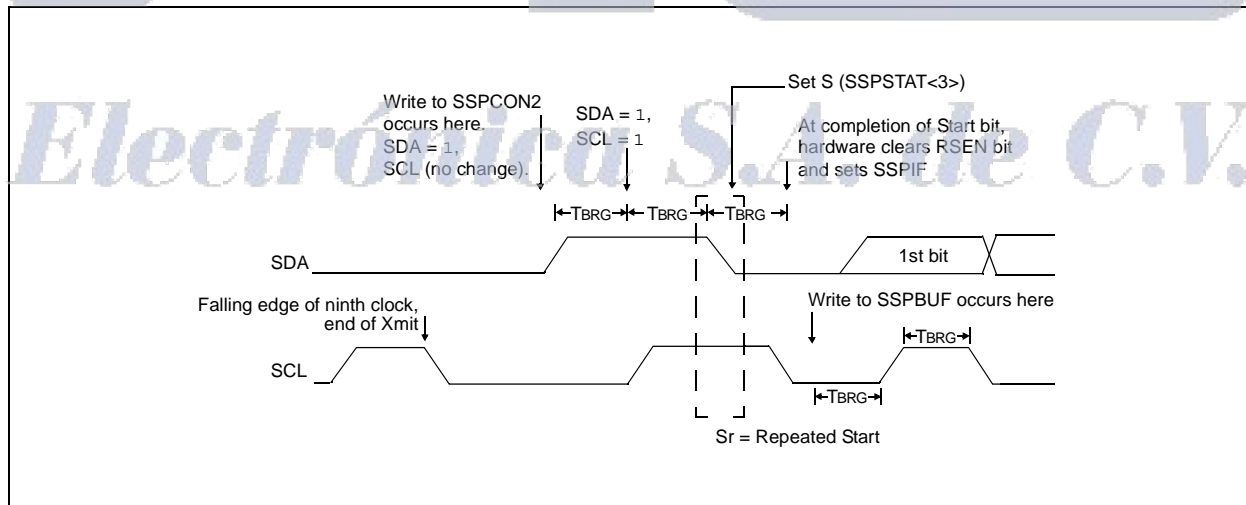 Electrónica S.A. de C.V.
Set S (SSPSTAT<3>)
Write to SSPCON2
occurs here.
SDA = 1,
SCL (no change).
SDA = 1,
SCL = 1
At completion of Start bit,
hardware clears RSEN bit
and sets SSPIF
TBRG TBRG TBRG
SDA
1st bit
Falling edge of ninth clock,
end of Xmit
Write to SSPBUF occurs here
TBRG
SCL
TBRG
Sr = Repeated Start